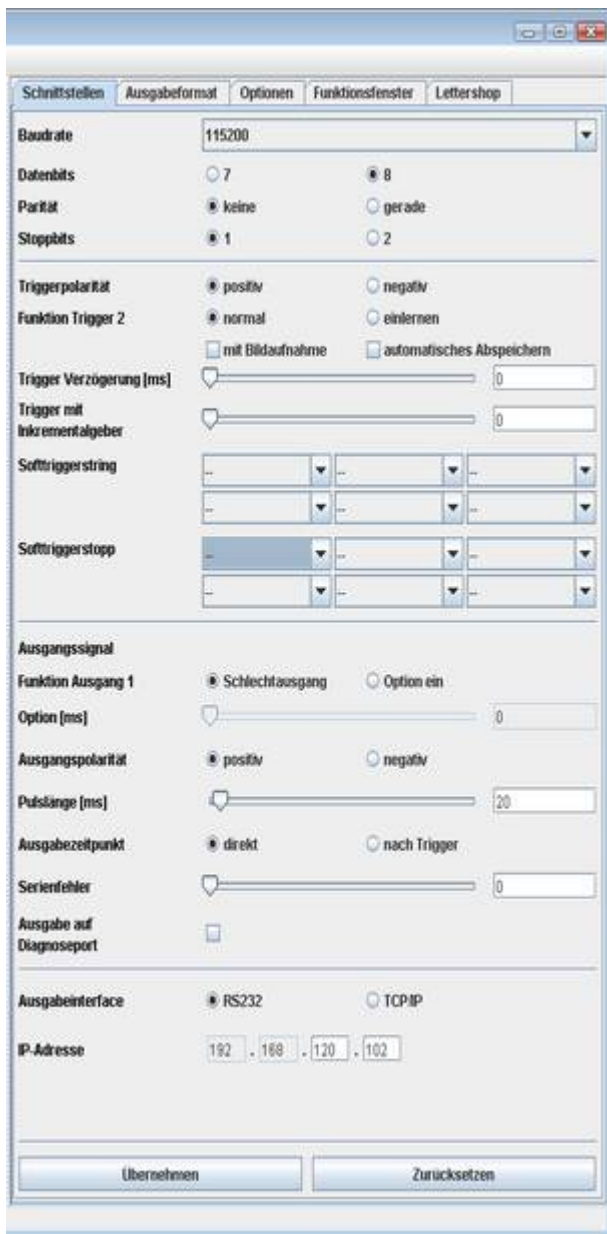 Schnittstellen Ausgabeformat Optionen Funktionsfenster Lettershop
Baudrate 115200
Datenbits 7 8
Parität keine gerade
Stoppbits 1 2
Triggerpolarität positiv negativ
Funktion Trigger 2 normal einlernen
mit Bildaufnahme automatisches Abspeichern
Trigger Verzögerung [ms] 0
Trigger mit
Inkrementalgeber 0
Softtriggerstring -- -- --
-- -- --
Softtriggerstopp -- -- --
-- -- --
Ausgangssignal
Funktion Ausgang 1 Schlechtausgang Option ein
Option [ms] 0
Ausgangspolarität positiv negativ
Pulslänge [ms] 20
Ausgabezeitpunkt direkt nach Trigger
Serienfehler 0
Ausgabe auf
Diagnoseport
Ausgabeinterface RS232 TCP/IP
IP-Adresse 192 . 168 . 120 . 102
Übernehmen Zurücksetzen